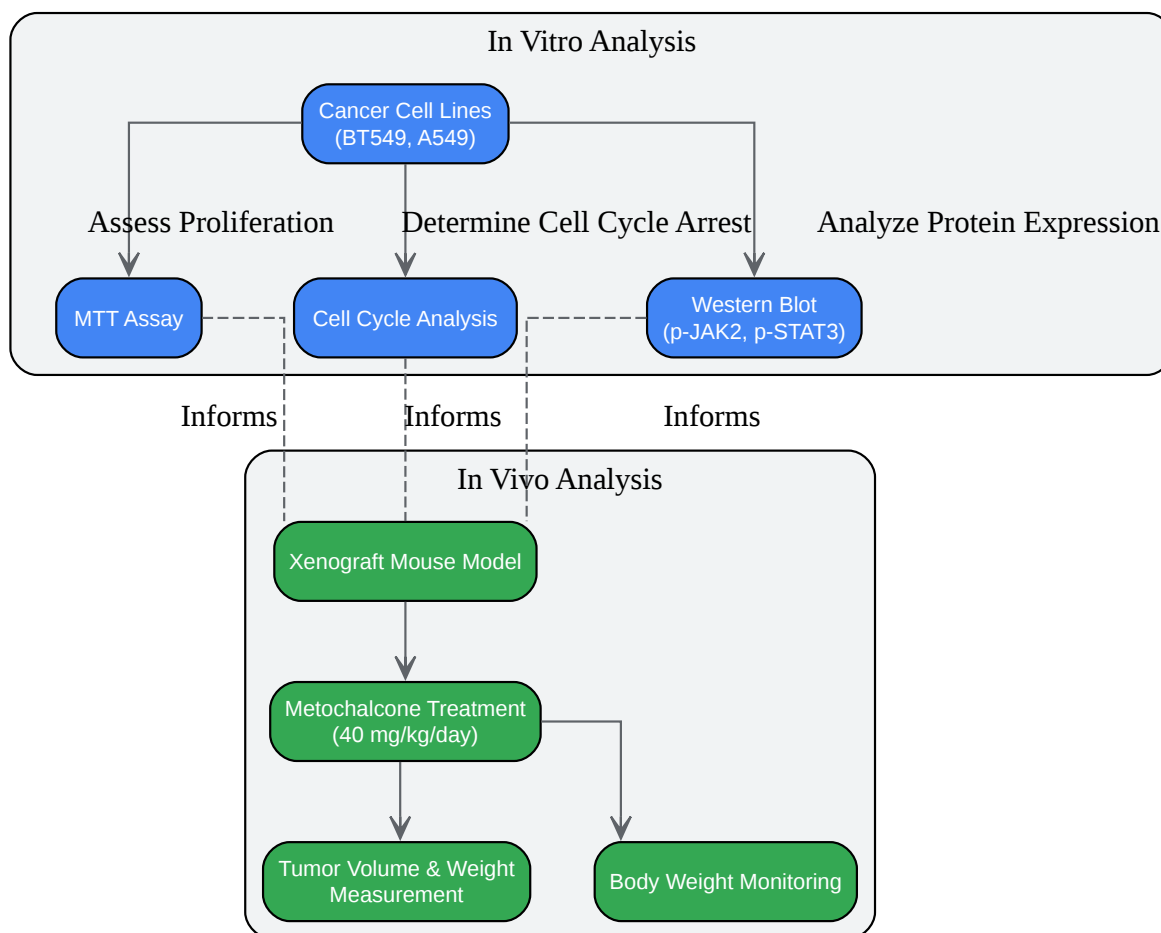 In Vitro Analysis
Cancer Cell Lines
(BT549, A549)
Assess Proliferation
Determine Cell Cycle Arrest
Analyze Protein Expression
MTT Assay
Cell Cycle Analysis
Western Blot
(p-JAK2, p-STAT3)
Informs
Informs
Informs
In Vivo Analysis
Xenograft Mouse Model
Metochalcone Treatment
(40 mg/kg/day)
Tumor Volume & Weight
Measurement
Body Weight Monitoring